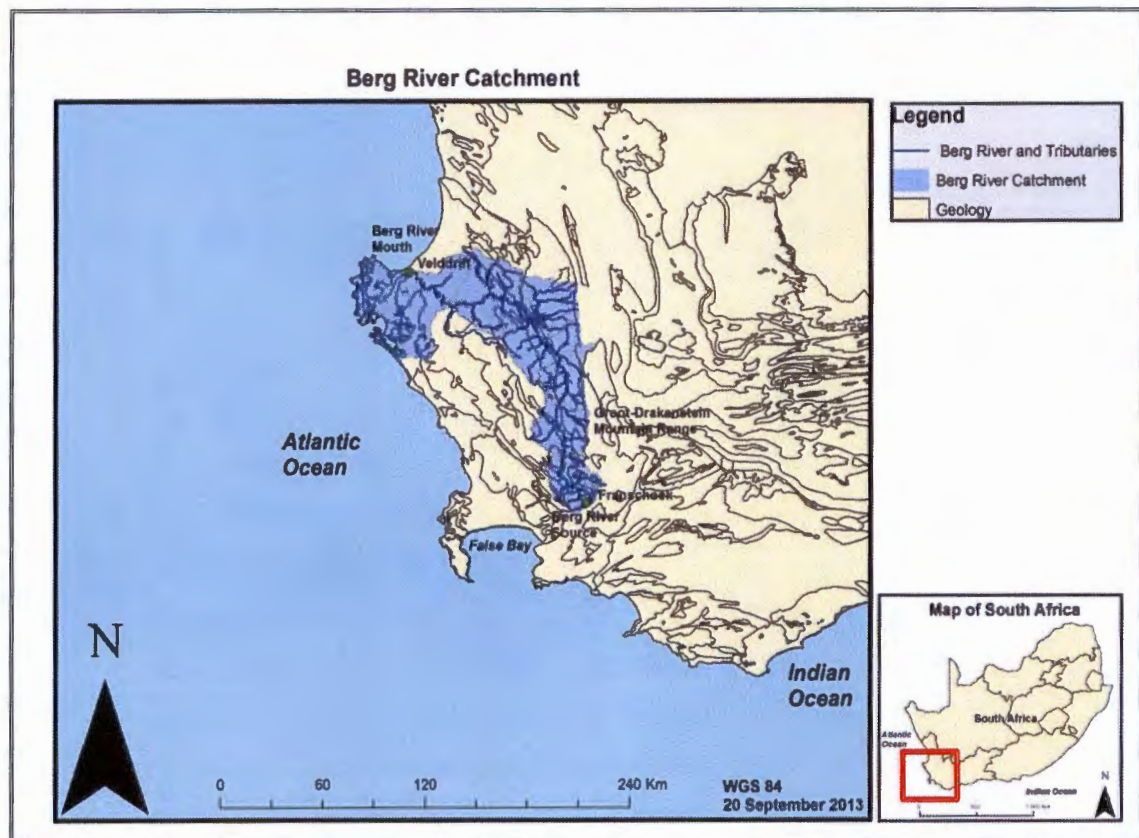 Berg River Catchment
Legend
Berg River and Tributaries
Berg River Catchment
Geology
Berg River
Mouth
Velddrif
Groot-Drakenstein
Mountain Range
Franschoek
Berg River
Source
Atlantic
Ocean
False Bay
Indian
Ocean
N
0 60 120 240 Km
WGS 84
20 September 2013
Map of South Africa
South Africa
Atlantic
Ocean
Indian Ocean
N
0